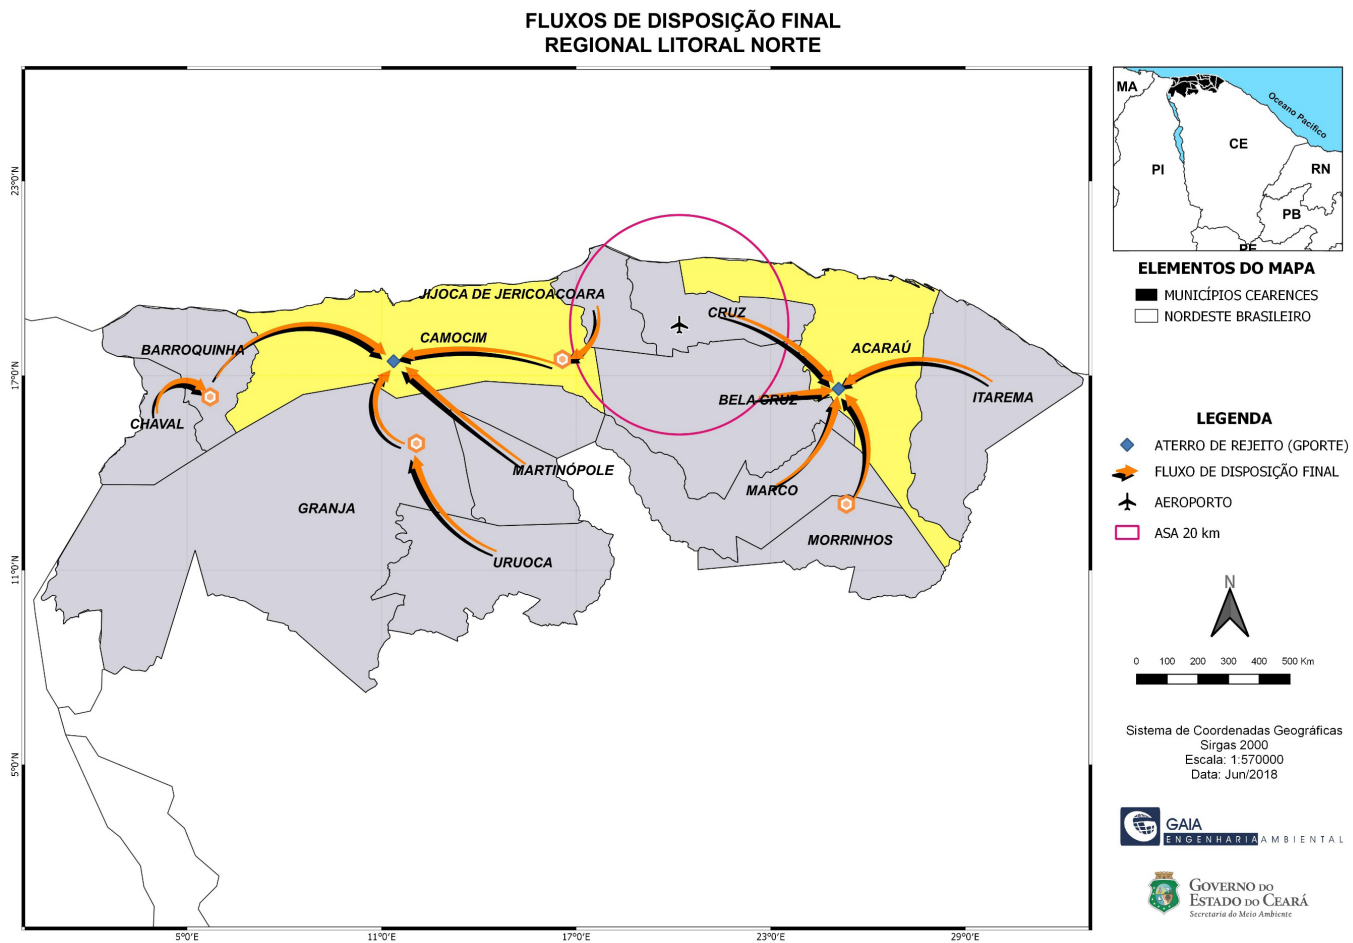 FLUXOS DE DISPOSIÇÃO FINAL
REGIONAL LITORAL NORTE
23°0'N
17°0'N
11°0'N
5°0'N
5°0'E
11°0'E
17°0'E
23°0'E
29°0'E
JIJOCA DE JERICOACOARA
CRUZ
CAMOCIM
BARROQUINHA
ACARAÚ
BELA CRUZ
ITAREMA
CHAVAL
MARTINÓPOLE
MARCO
GRANJA
MORRINHOS
URUOCA
MA
Oceano Pacífico
CE
PI
RN
PB
PE
ELEMENTOS DO MAPA
MUNICÍPIOS CEARENCES
NORDESTE BRASILEIRO
LEGENDA
ATERRO DE REJEITO (GPORTE)
FLUXO DE DISPOSIÇÃO FINAL
AEROPORTO
ASA 20 km
N
0 100 200 300 400 500 Km
Sistema de Coordenadas Geográficas
Sirgas 2000
Escala: 1:570000
Data: Jun/2018
GAIA
ENGENHARIAAMBIENTAL
GOVERNO DO
ESTADO DO CEARÁ
Secretaria do Meio Ambiente